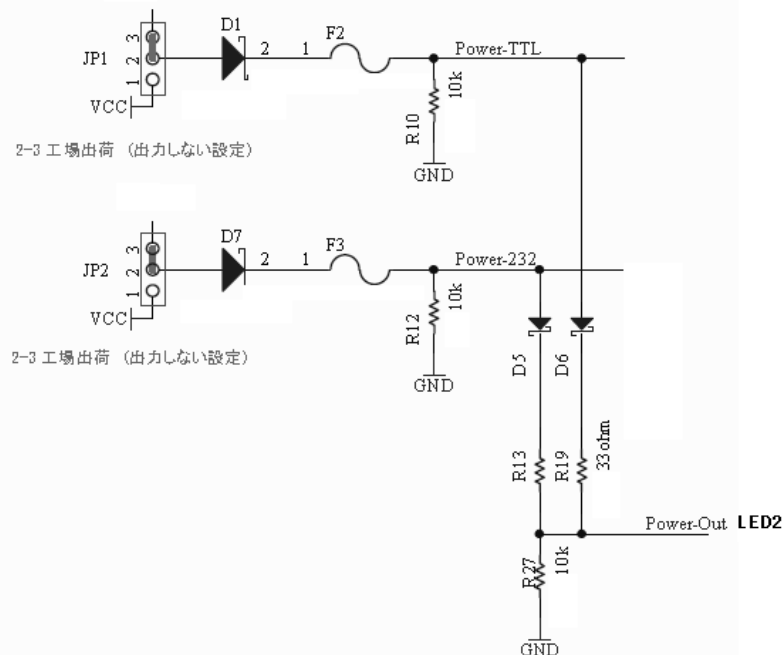 D1
F2
3
2
1
JP1
2
1
Power-TTL
10k
R10
VCC
GND
2-3 工場出荷 (出力しない設定)
D7
F3
3
2
1
JP2
2
1
Power-232
10k
R12
VCC
GND
2-3 工場出荷 (出力しない設定)
D5
D6
R13
R19
33ohm
Power-Out LED2
R27
10k
GND